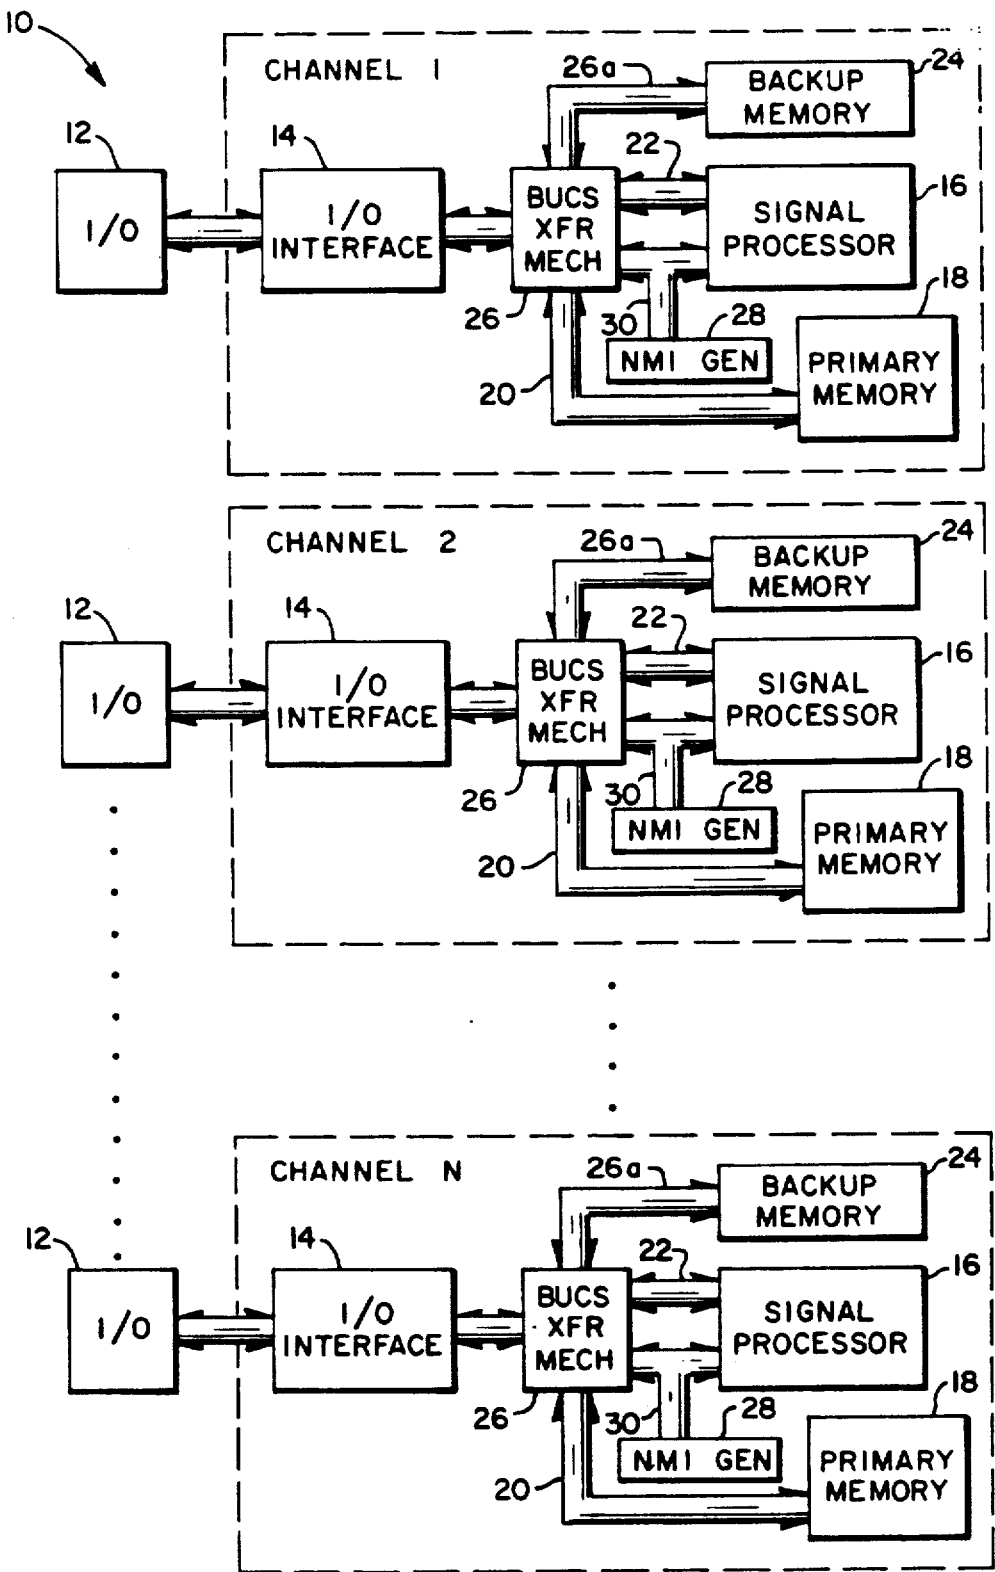 10
CHANNEL 1
26a
BACKUP
MEMORY
24
12
I/O
14
I/O
INTERFACE
BUCS
XFR
MECH
26
22
SIGNAL
PROCESSOR
16
30
28
NMI GEN
18
PRIMARY
MEMORY
20
CHANNEL 2
26a
BACKUP
MEMORY
24
12
I/O
14
I/O
INTERFACE
BUCS
XFR
MECH
26
22
SIGNAL
PROCESSOR
16
30
28
NMI GEN
18
PRIMARY
MEMORY
20
CHANNEL N
26a
BACKUP
MEMORY
24
12
I/O
14
I/O
INTERFACE
BUCS
XFR
MECH
26
22
SIGNAL
PROCESSOR
16
30
28
NMI GEN
18
PRIMARY
MEMORY
20